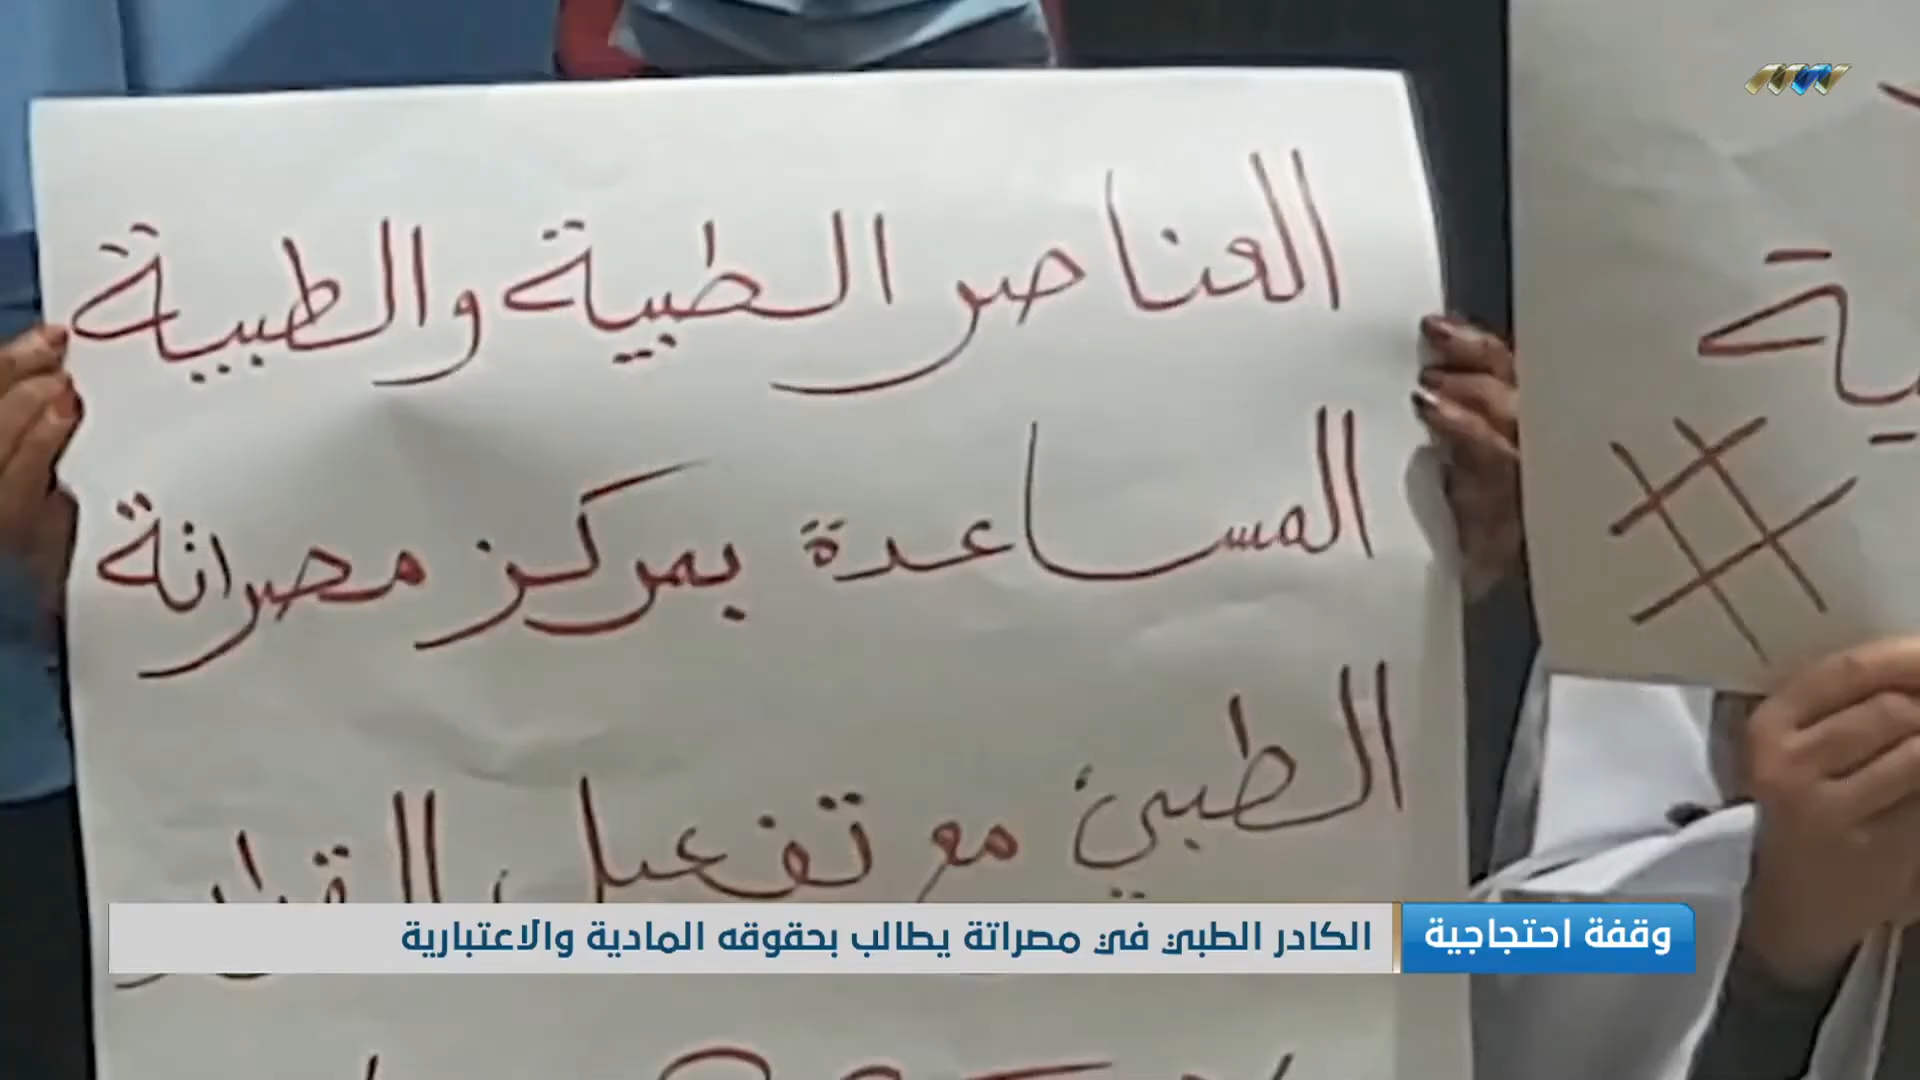 العناصر الطبية والطبية
المساعدة بمركز مصراتة
الطبي مع تفعيل
#
وقفة احتجاجية
الكادر الطبي في مصراتة يطالب بحقوقه المادية والاعتبارية